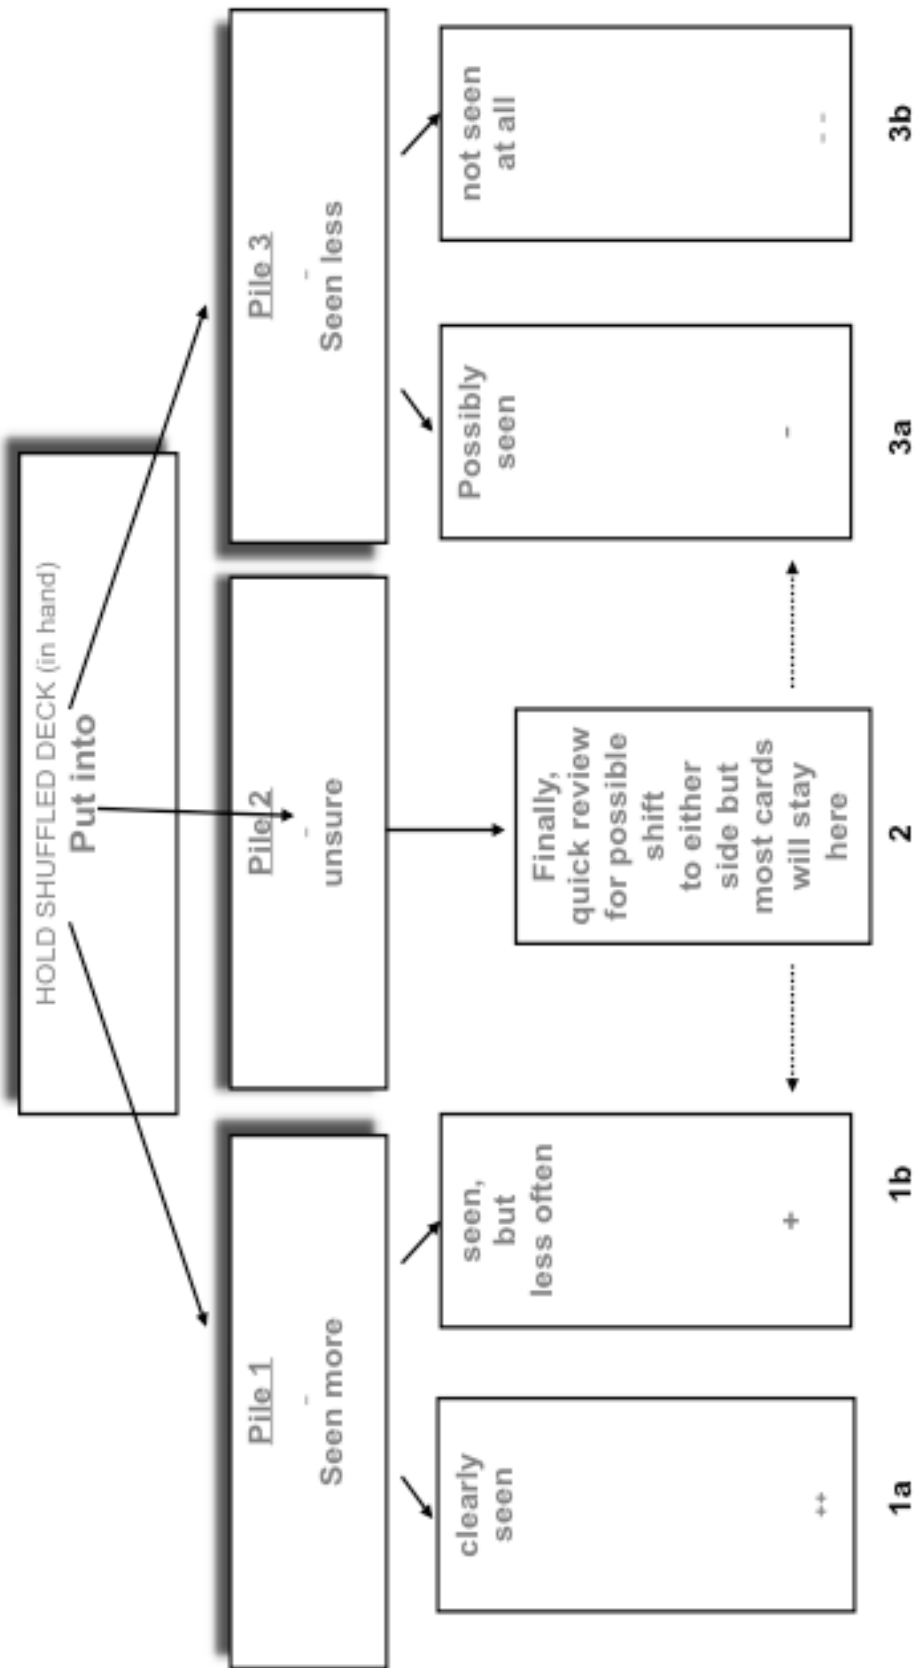 HOLD SHUFFLED DECK (in hand)
Put into
Pile 1
-
Seen more
Pile 2
-
unsure
Pile 3
-
Seen less
clearly
seen
++
seen,
but
less often
+
Finally,
quick review
for possible
shift
to either
side but
most cards
will stay
here
Possibly
seen
-
not seen
at all
- -
1a
1b
2
3a
3b